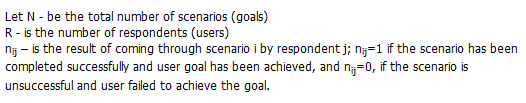 Let N - be the total number of scenarios (goals)
R - is the number of respondents (users)
nij – is the result of coming through scenario i by respondent j; nij=1 if the scenario has been
completed successfully and user goal has been achieved, and nij=0, if the scenario is
unsuccessful and user failed to achieve the goal.